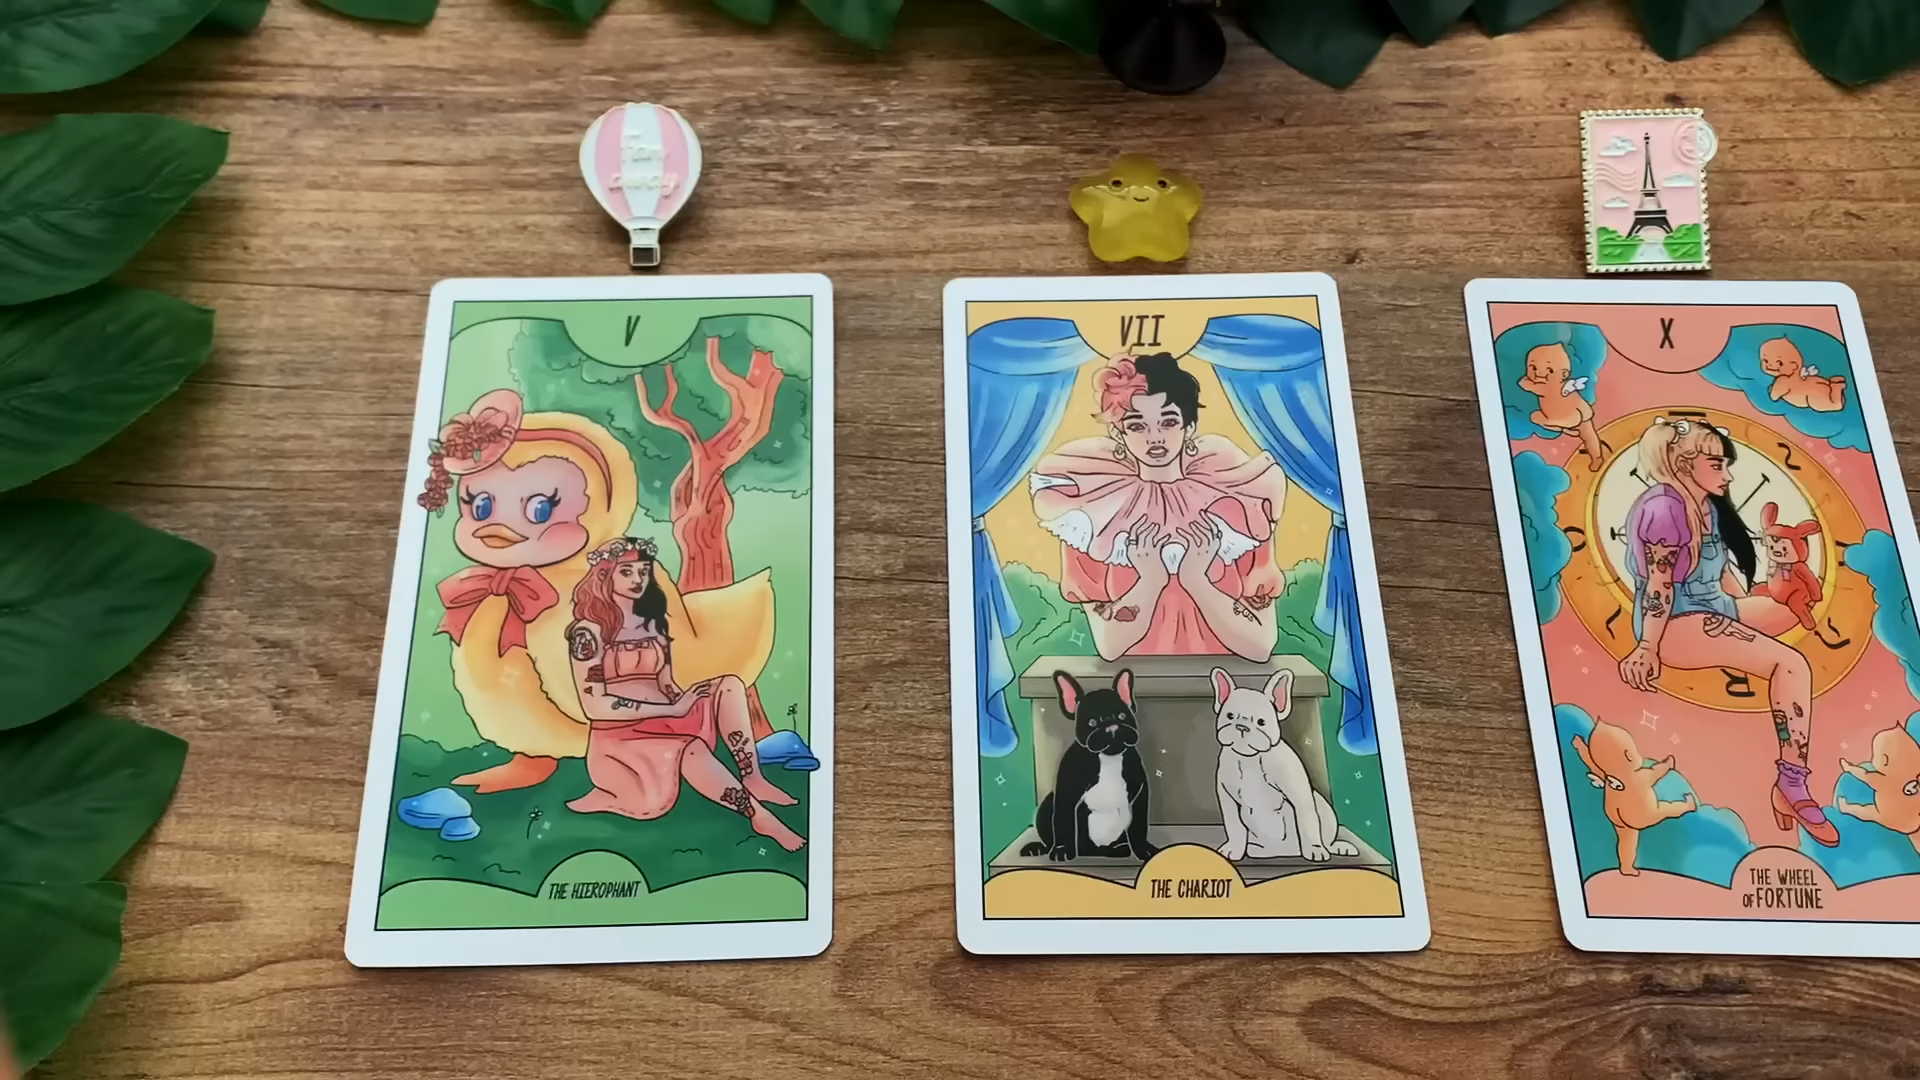 V
THE HIEROPHANT
VII
THE CHARIOT
X
THE WHEEL
OF FORTUNE